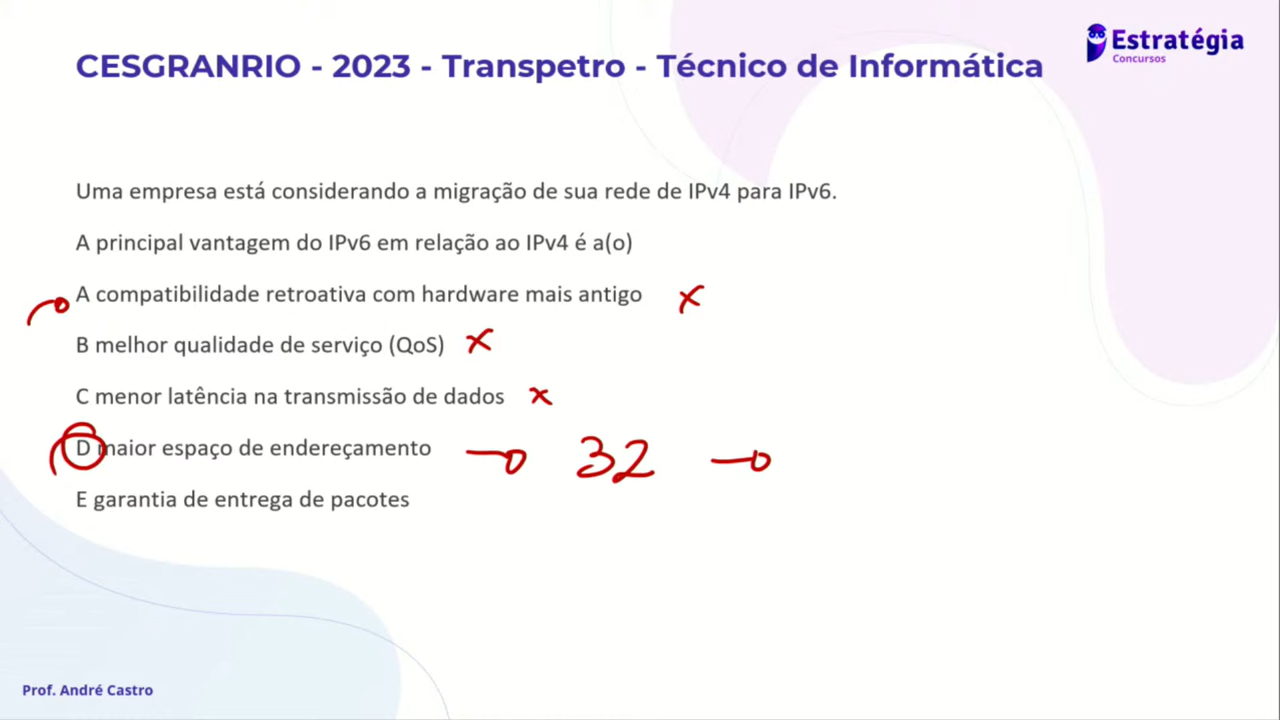 Estratégia
Concursos
CESGRANRIO - 2023 - Transpetro - Técnico de Informática
Uma empresa está considerando a migração de sua rede de IPv4 para IPv6.
A principal vantagem do IPv6 em relação ao IPv4 é a(o)
A compatibilidade retroativa com hardware mais antigo x
B melhor qualidade de serviço (QoS) x
C menor latência na transmissão de dados x
D maior espaço de endereçamento 32
E garantia de entrega de pacotes
Prof. André Castro